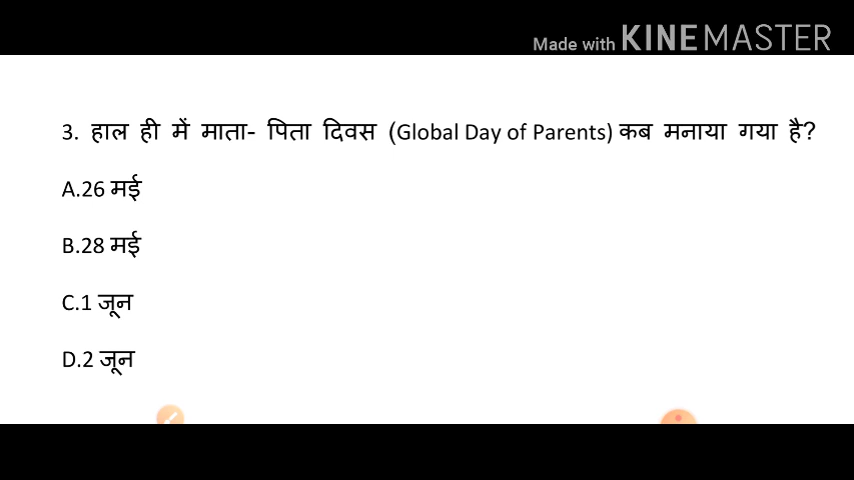 Made with KINEMASTER
3. हाल ही में माता- पिता दिवस (Global Day of Parents) कब मनाया गया है?
A.26 मई
B.28 मई
C.1 जून
D.2 जून